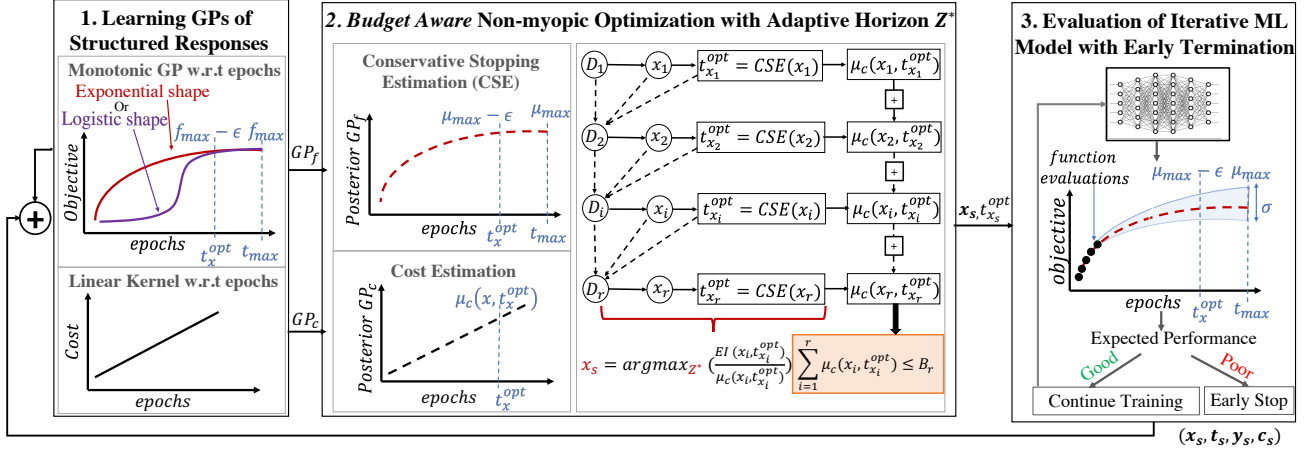 1. Learning GPs of
Structured Responses
Monotonic GP w.r.t epochs
Exponential shape
Or
Logistic shape
f_max − ϵ f_max
Objective
epochs
t_x^opt t_max
Linear Kernel w.r.t epochs
Cost
epochs
+
GP_f
GP_c
2. Budget Aware Non-myopic Optimization with Adaptive Horizon Z*
Conservative Stopping
Estimation (CSE)
μ_max − ϵ μ_max
Posterior GP_f
epochs
t_x^opt t_max
Cost Estimation
μ_c(x, t_x^opt)
Posterior GP_c
epochs
t_x^opt
D_1 x_1 t_{x_1}^opt = CSE(x_1) μ_c(x_1, t_{x_1}^opt)
+
D_2 x_2 t_{x_2}^opt = CSE(x_2) μ_c(x_2, t_{x_2}^opt)
+
D_i x_i t_{x_i}^opt = CSE(x_i) μ_c(x_i, t_{x_i}^opt)
+
D_r x_r t_{x_r}^opt = CSE(x_r) μ_c(x_r, t_{x_r}^opt)
x_s = argmax_{Z*} (EI (x_i, t_{x_i}^opt) / μ_c(x_i, t_{x_i}^opt)) ∑_{i=1}^{r} μ_c(x_i, t_{x_i}^opt) ≤ B_r
x_s, t_{x_s}^opt
3. Evaluation of Iterative ML
Model with Early Termination
function
evaluations
μ_max − ϵ μ_max
σ
objective
epochs
t_x^opt t_max
Expected Performance
Good Poor
Continue Training Early Stop
(x_s, t_s, y_s, c_s)